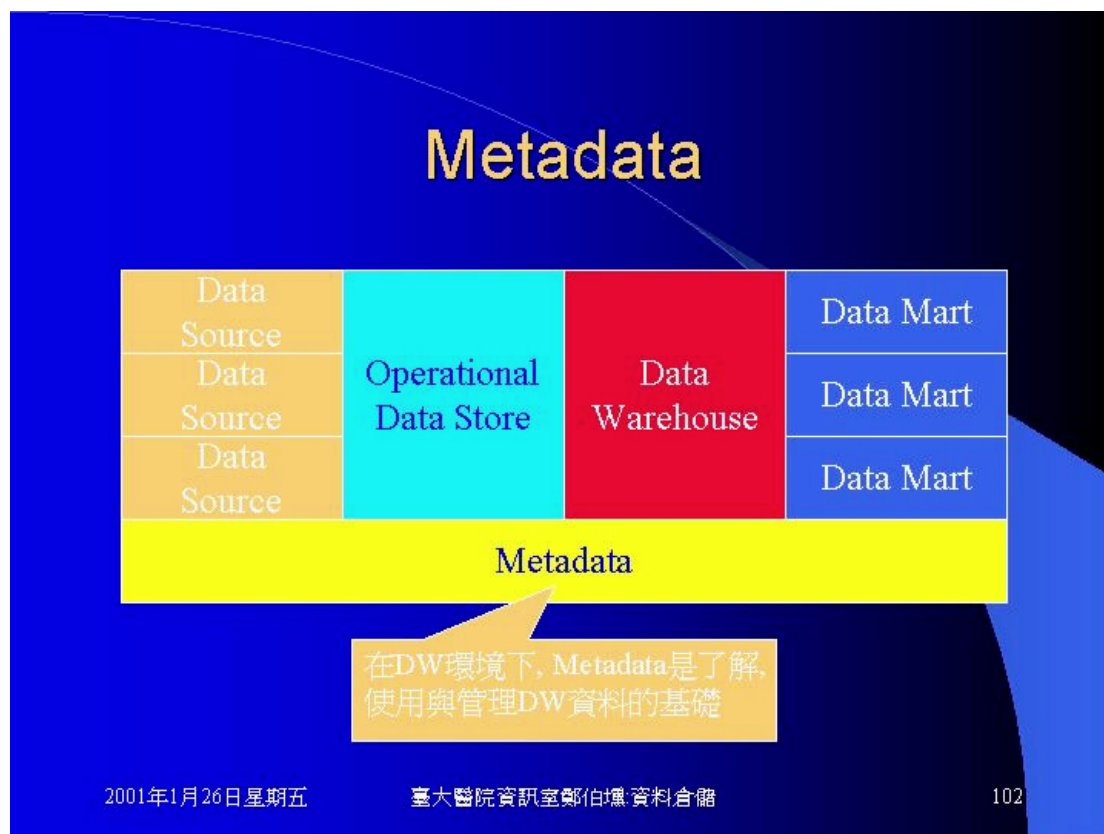 Metadata
Data
Source
Data
Source
Data
Source
Operational
Data Store
Data
Warehouse
Data Mart
Data Mart
Data Mart
Metadata
在DW環境下, Metadata是了解,
使用與管理DW資料的基礎
2001年1月26日星期五
臺大醫院資訊室鄭伯壎:資料倉儲
102